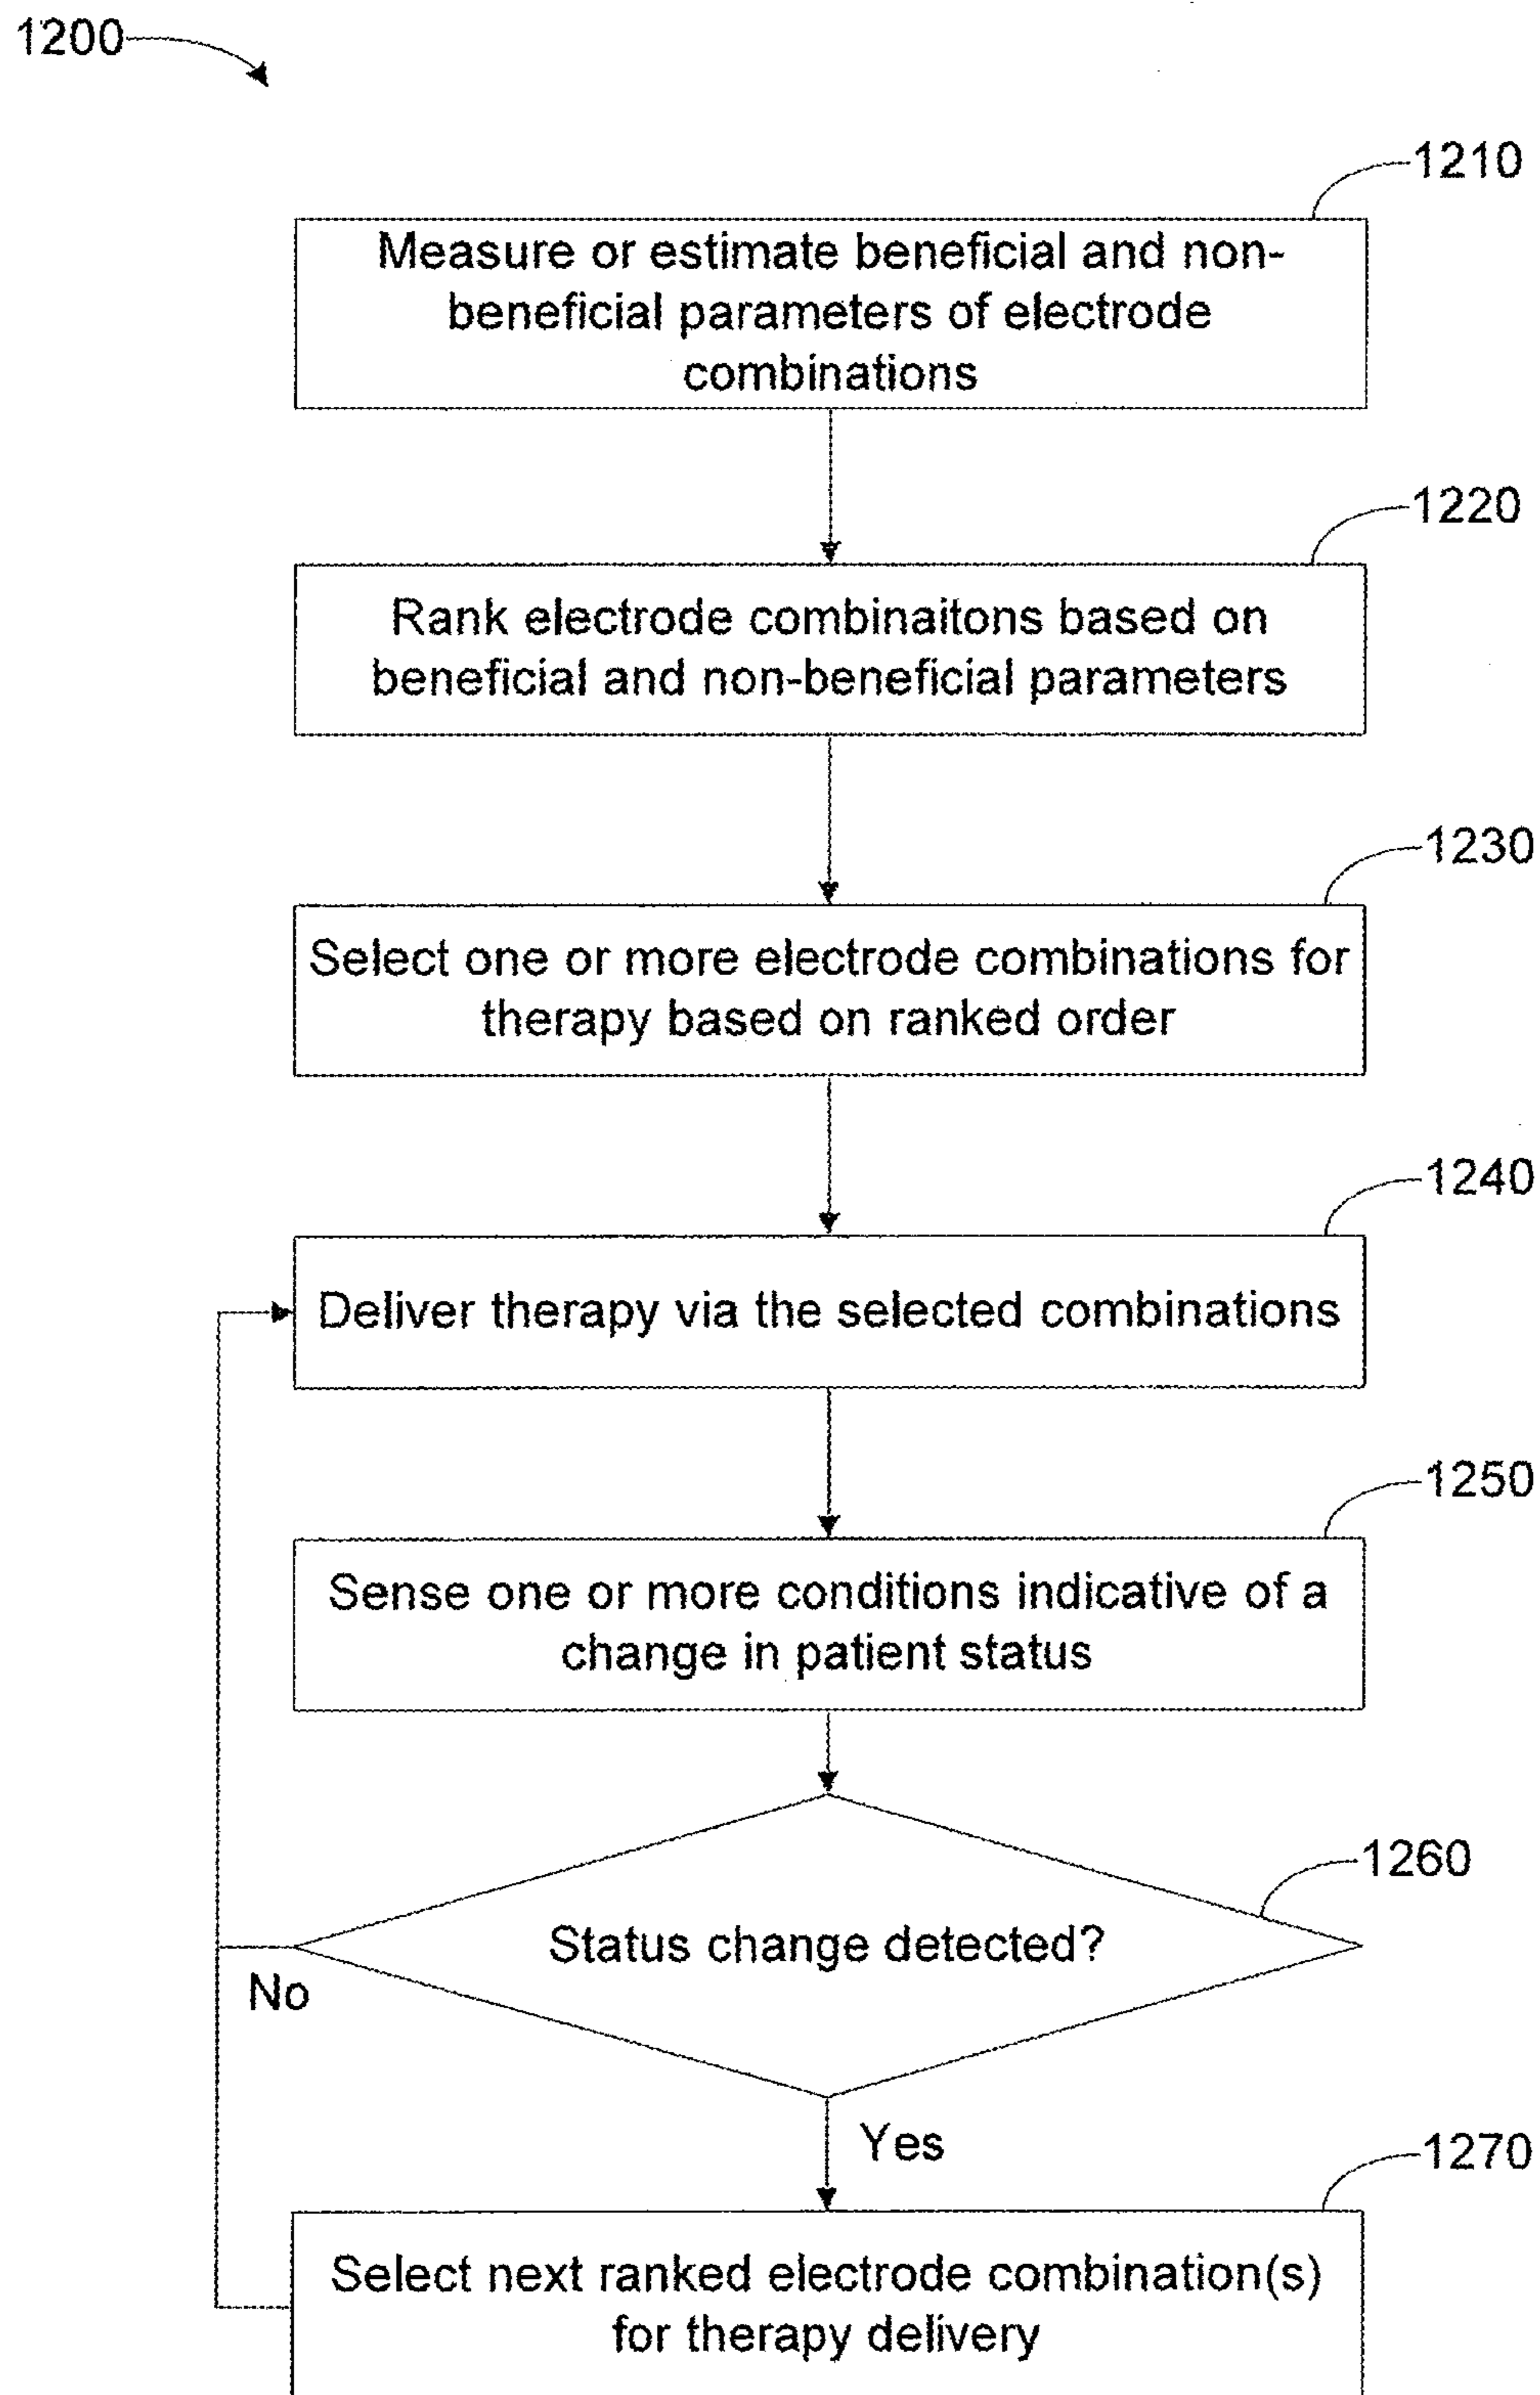 1200
1210
Measure or estimate beneficial and non-
beneficial parameters of electrode
combinations
1220
Rank electrode combinaitons based on
beneficial and non-beneficial parameters
1230
Select one or more electrode combinations for
therapy based on ranked order
1240
Deliver therapy via the selected combinations
1250
Sense one or more conditions indicative of a
change in patient status
1260
Status change detected?
No
Yes
1270
Select next ranked electrode combination(s)
for therapy delivery